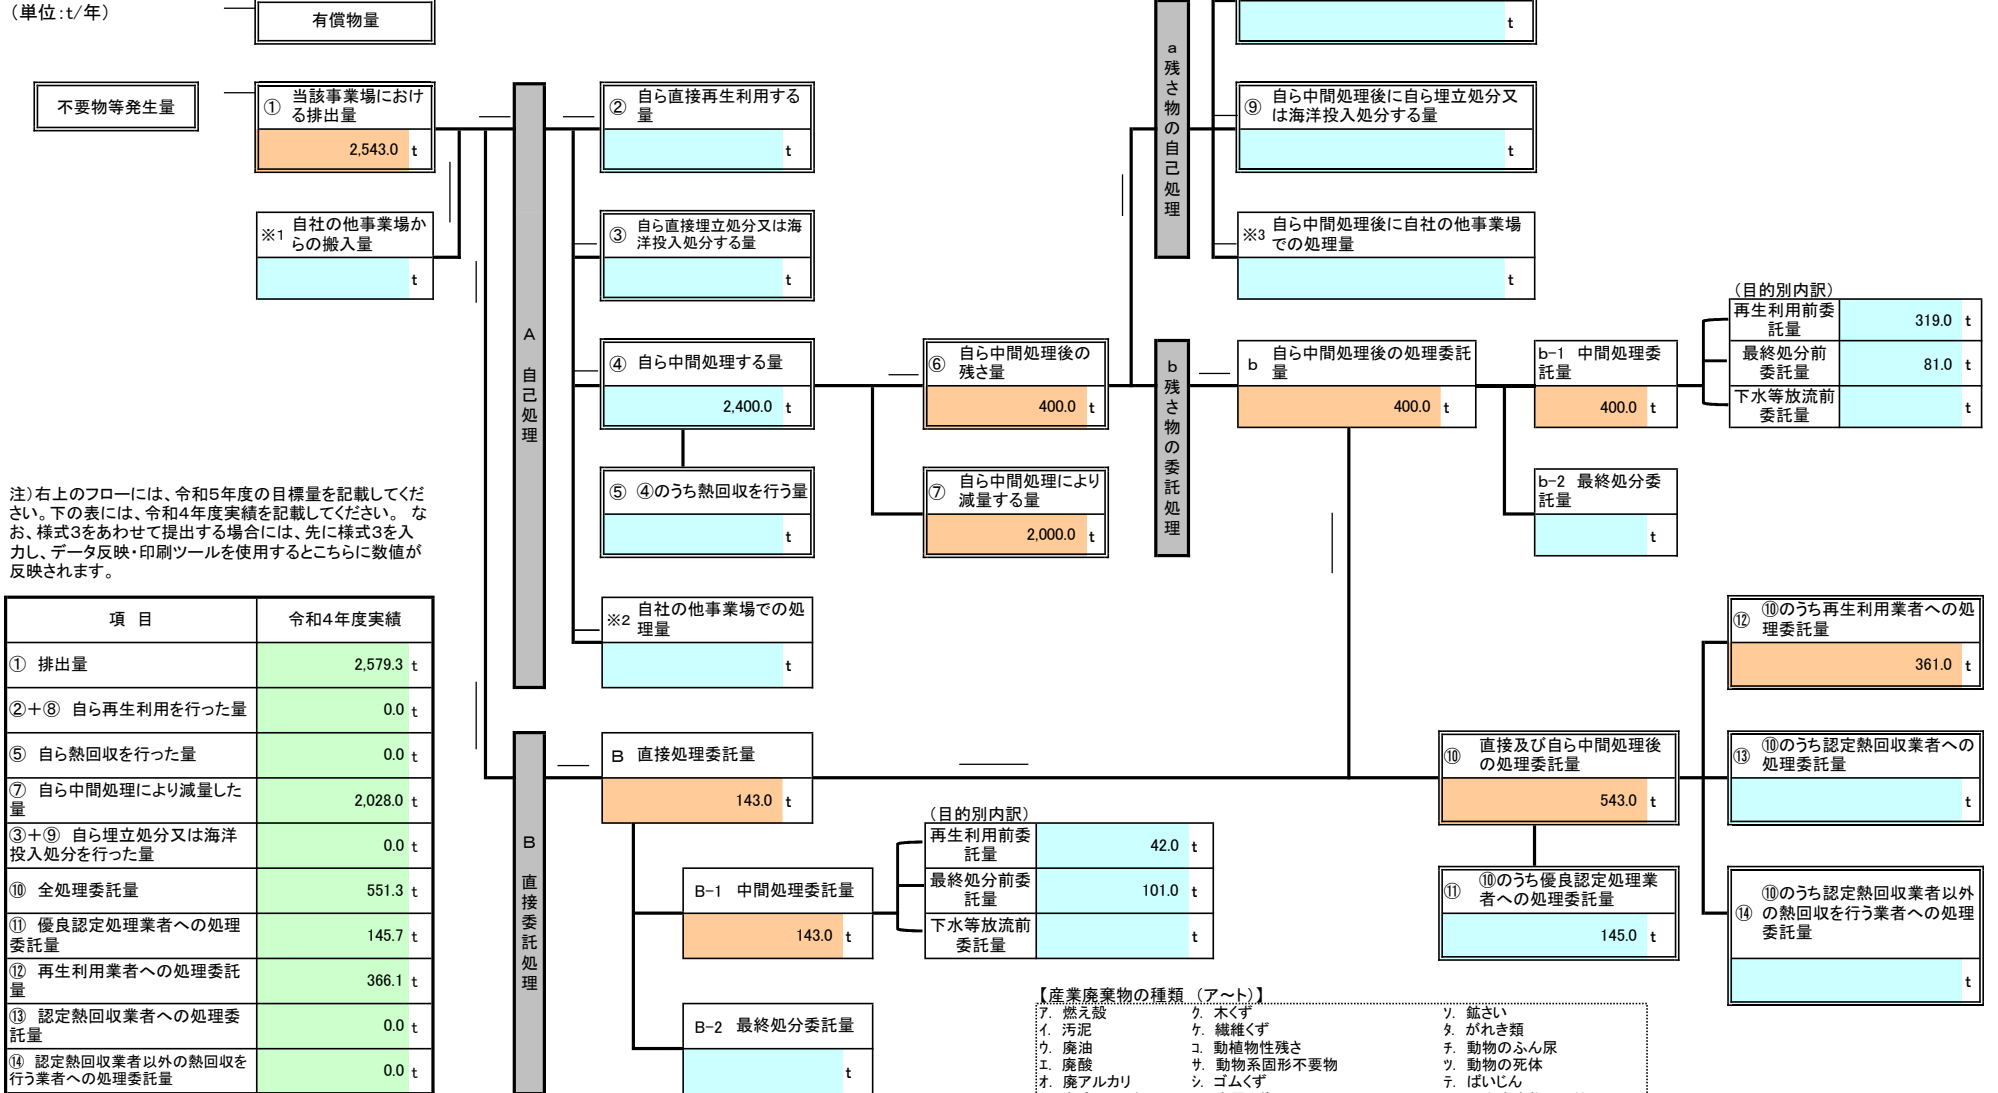 (単位:t/年)
有償物量
不要物等発生量
① 当該事業場におけ
る排出量
2,543.0 t
※1 自社の他事業場か
らの搬入量
t
A 自己処理
② 自ら直接再生利用する
量
t
③ 自ら直接埋立処分又は海
洋投入処分する量
t
④ 自ら中間処理する量
2,400.0 t
⑤ ④のうち熱回収を行う量
t
※2 自社の他事業場での処
理量
t
⑥ 自ら中間処理後の
残さ量
400.0 t
⑦ 自ら中間処理により
減量する量
2,000.0 t
a 残さ物の自己処理
t
⑨ 自ら中間処理後に自ら埋立処分又
は海洋投入処分する量
t
※3 自ら中間処理後に自社の他事業場
での処理量
t
b 残さ物の委託処理
b 自ら中間処理後の処理委託
量
400.0 t
b-1 中間処理委
託量
400.0 t
b-2 最終処分委
託量
t
(目的別内訳)
再生利用前委
託量
319.0 t
最終処分前
委託量
81.0 t
下水等放流前
委託量
t
注)右上のフローには、令和5年度の目標量を記載してくだ
さい。下の表には、令和4年度実績を記載してください。 な
お、様式3をあわせて提出する場合には、先に様式3を入
力し、データ反映・印刷ツールを使用するとこちらに数値が
反映されます。
項 目 令和4年度実績
① 排出量 2,579.3 t
②+⑧ 自ら再生利用を行った量 0.0 t
⑤ 自ら熱回収を行った量 0.0 t
⑦ 自ら中間処理により減量した
量 2,028.0 t
③+⑨ 自ら埋立処分又は海洋
投入処分を行った量 0.0 t
⑩ 全処理委託量 551.3 t
⑪ 優良認定処理業者への処理
委託量 145.7 t
⑫ 再生利用業者への処理委託
量 366.1 t
⑬ 認定熱回収業者への処理委
託量 0.0 t
⑭ 認定熱回収業者以外の熱回収を
行う業者への処理委託量 0.0 t
B 直接委託処理
B 直接処理委託量
143.0 t
B-1 中間処理委託量
143.0 t
B-2 最終処分委託量
t
(目的別内訳)
再生利用前委
託量
42.0 t
最終処分前委
託量
101.0 t
下水等放流前
委託量
t
⑩ 直接及び自ら中間処理後
の処理委託量
543.0 t
⑪ ⑩のうち優良認定処理業
者への処理委託量
145.0 t
⑫ ⑩のうち再生利用業者への処
理委託量
361.0 t
⑬ ⑩のうち認定熱回収業者への
処理委託量
t
⑭ ⑩のうち認定熱回収業者以外
の熱回収を行う業者への処理
委託量
t
【産業廃棄物の種類 (ア~ト)】
ア. 燃え殻 ク. 木くず ソ. 鉱さい
イ. 汚泥 ケ. 繊維くず タ. がれき類
ウ. 廃油 コ. 動植物性残さ チ. 動物のふん尿
エ. 廃酸 サ. 動物系固形不要物 ツ. 動物の死体
オ. 廃アルカリ シ. ゴムくず テ. ばいじん